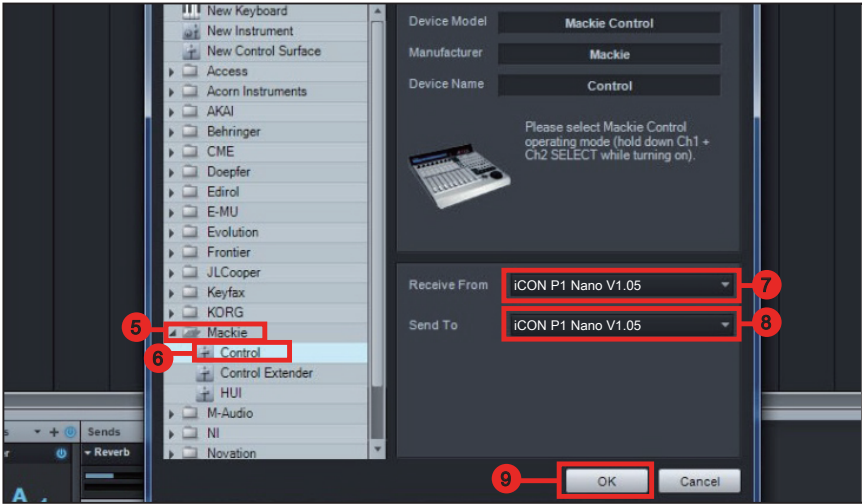 New Keyboard
New Instrument
New Control Surface
Access
Acorn Instruments
AKAI
Behringer
CME
Doepfer
Edirol
E-MU
Evolution
Frontier
JLCooper
Keyfax
KORG
5
Mackie
6
Control
Control Extender
HUI
M-Audio
NI
Novation
Device Model
Mackie Control
Manufacturer
Mackie
Device Name
Control
Please select Mackie Control
operating mode (hold down Ch1 +
Ch2 SELECT while turning on).
Receive From
iCON P1 Nano V1.05
7
Send To
iCON P1 Nano V1.05
8
9
OK
Cancel
Sends
Reverb
A